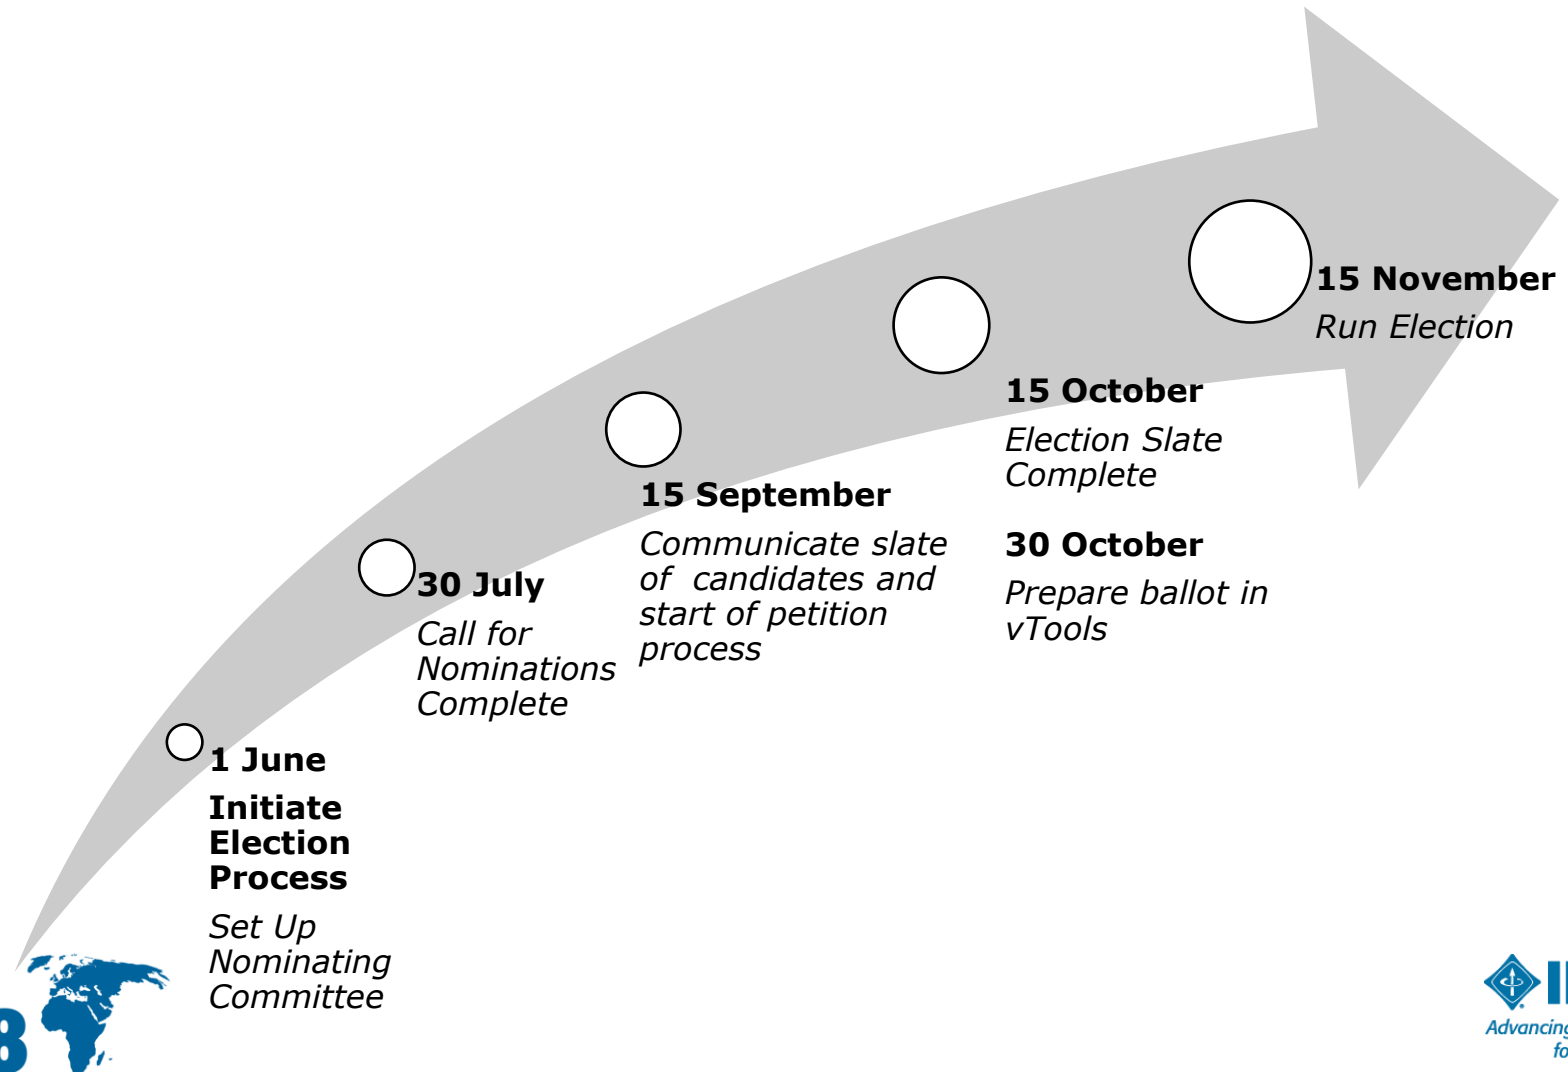 15 November
Run Election
15 October
Election Slate
Complete
30 October
Prepare ballot in
vTools
15 September
Communicate slate
of  candidates and
start of petition
process
30 July
Call for
Nominations
Complete
1 June
Initiate
Election
Process
Set Up
Nominating
Committee
8
Advancing